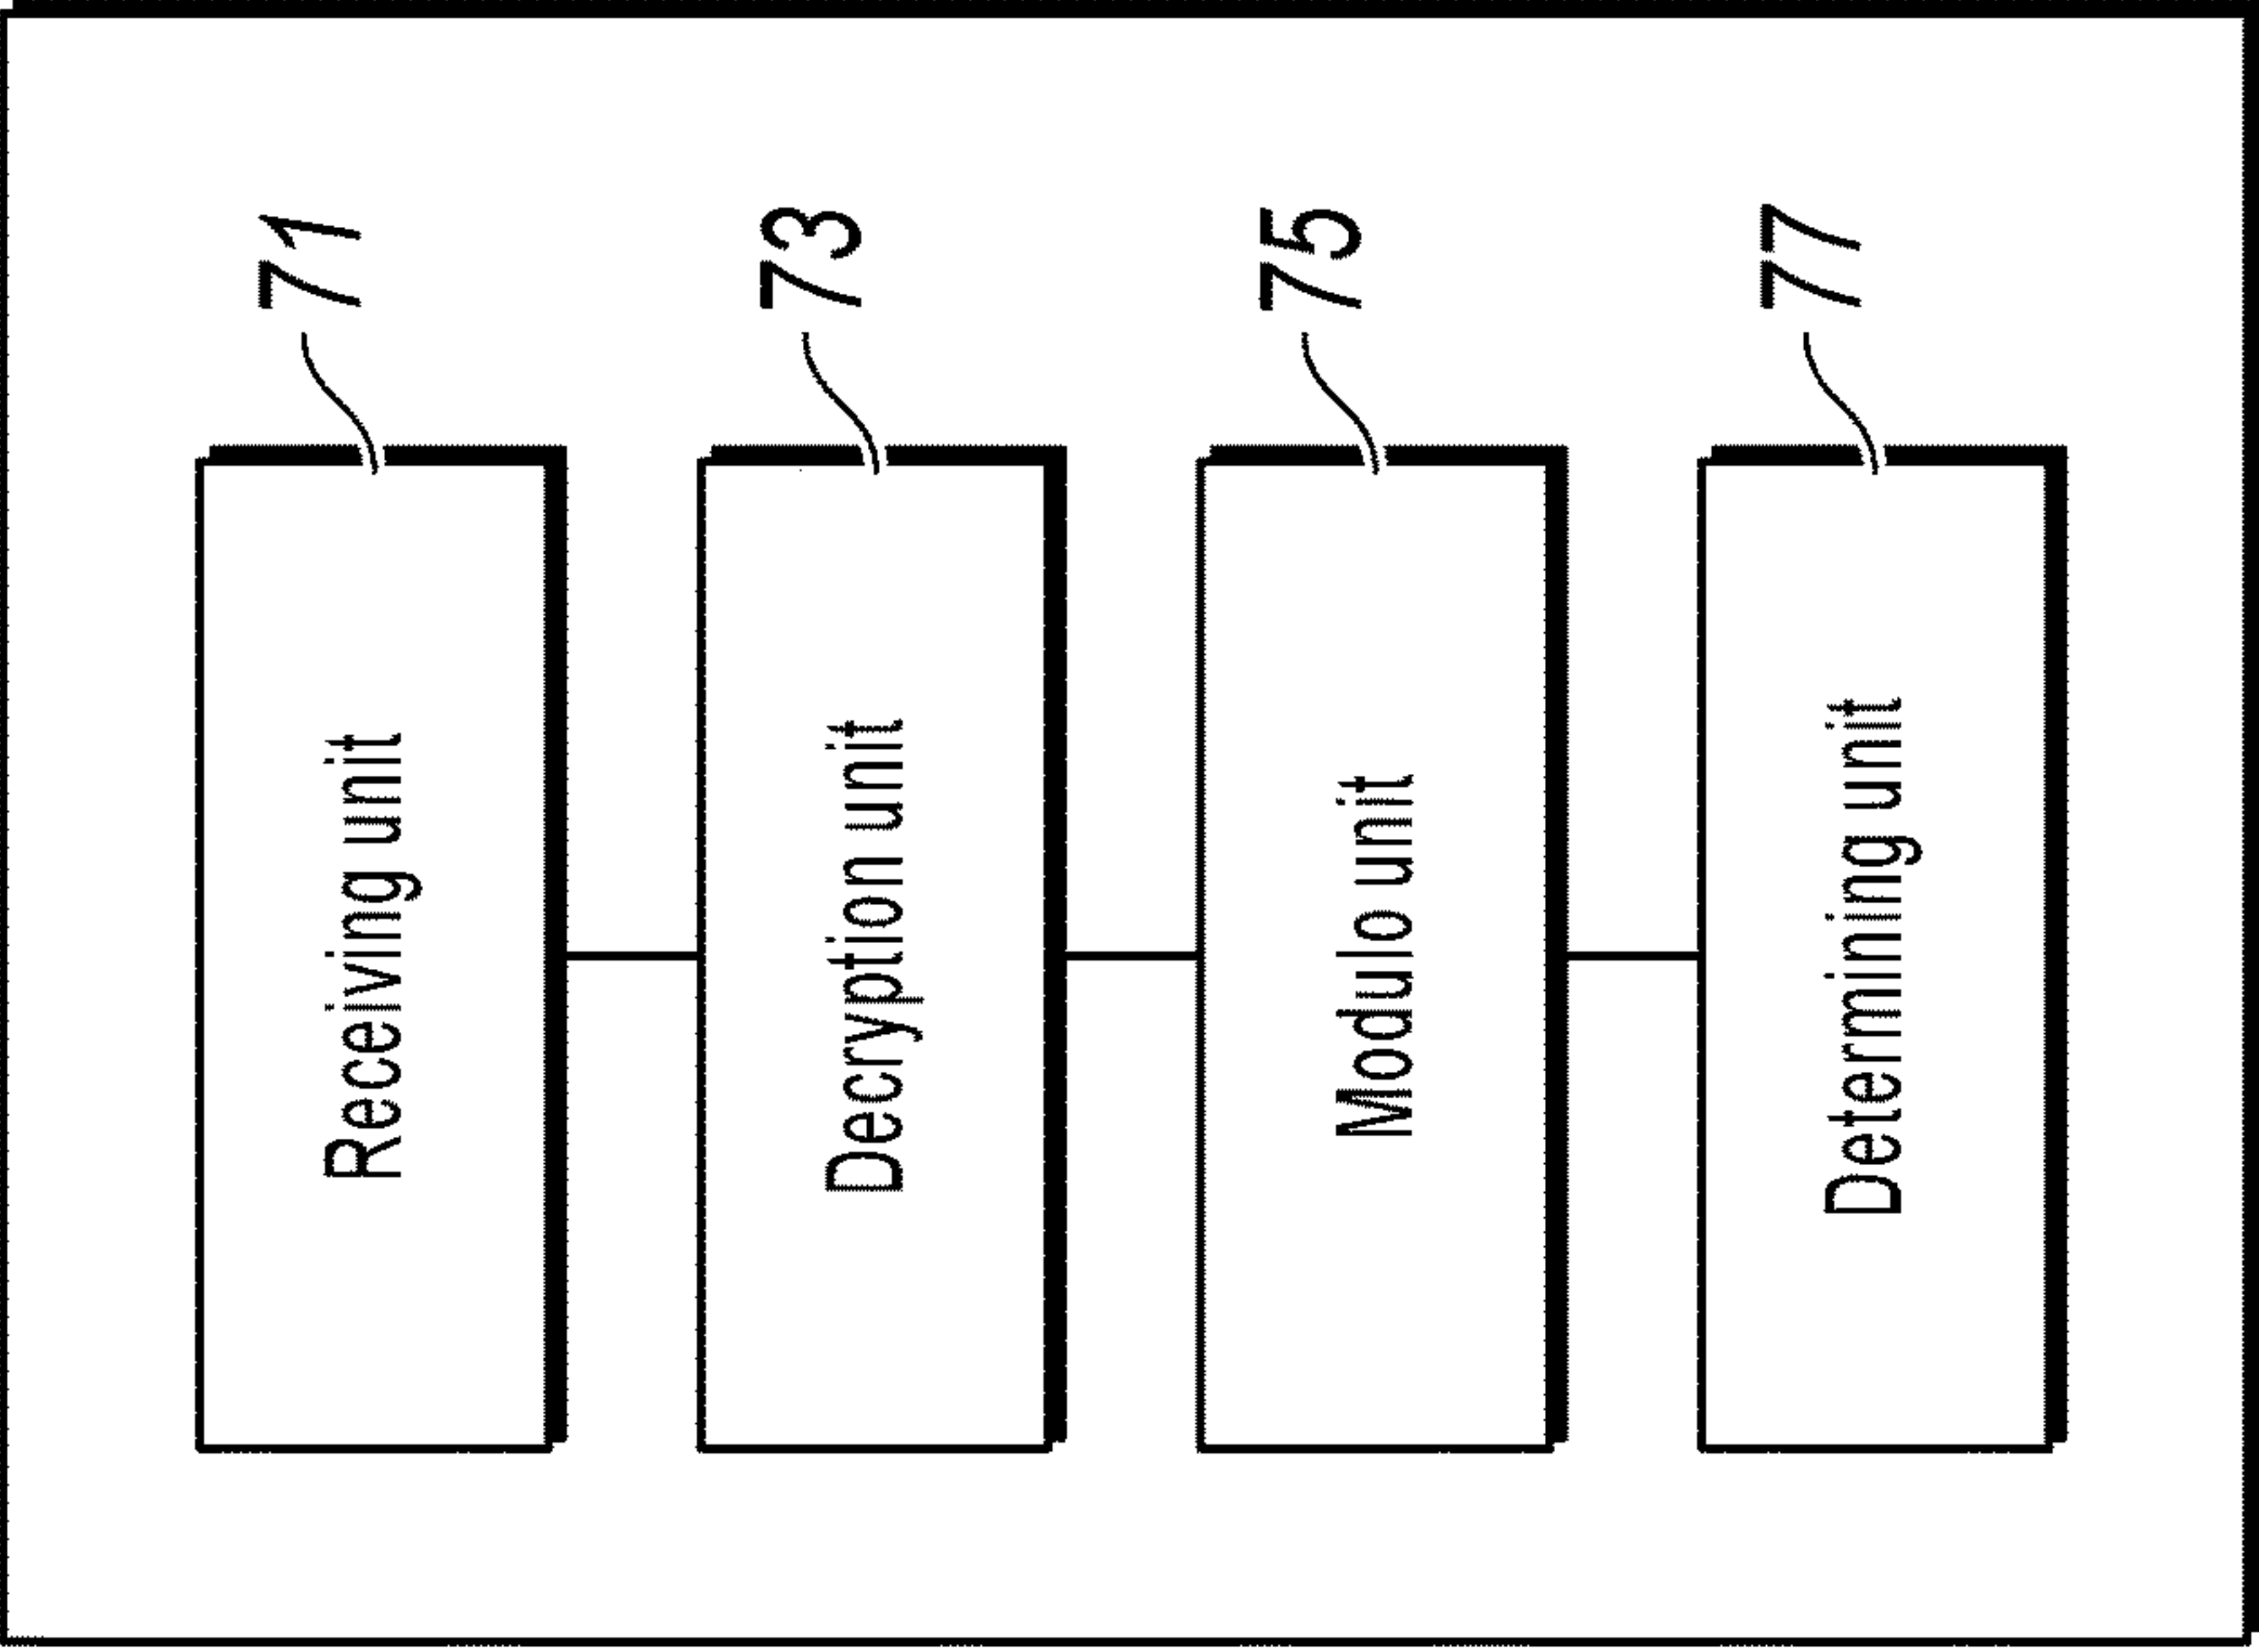 Receiving unit
71
Decryption unit
73
Modulo unit
75
Determining unit
77